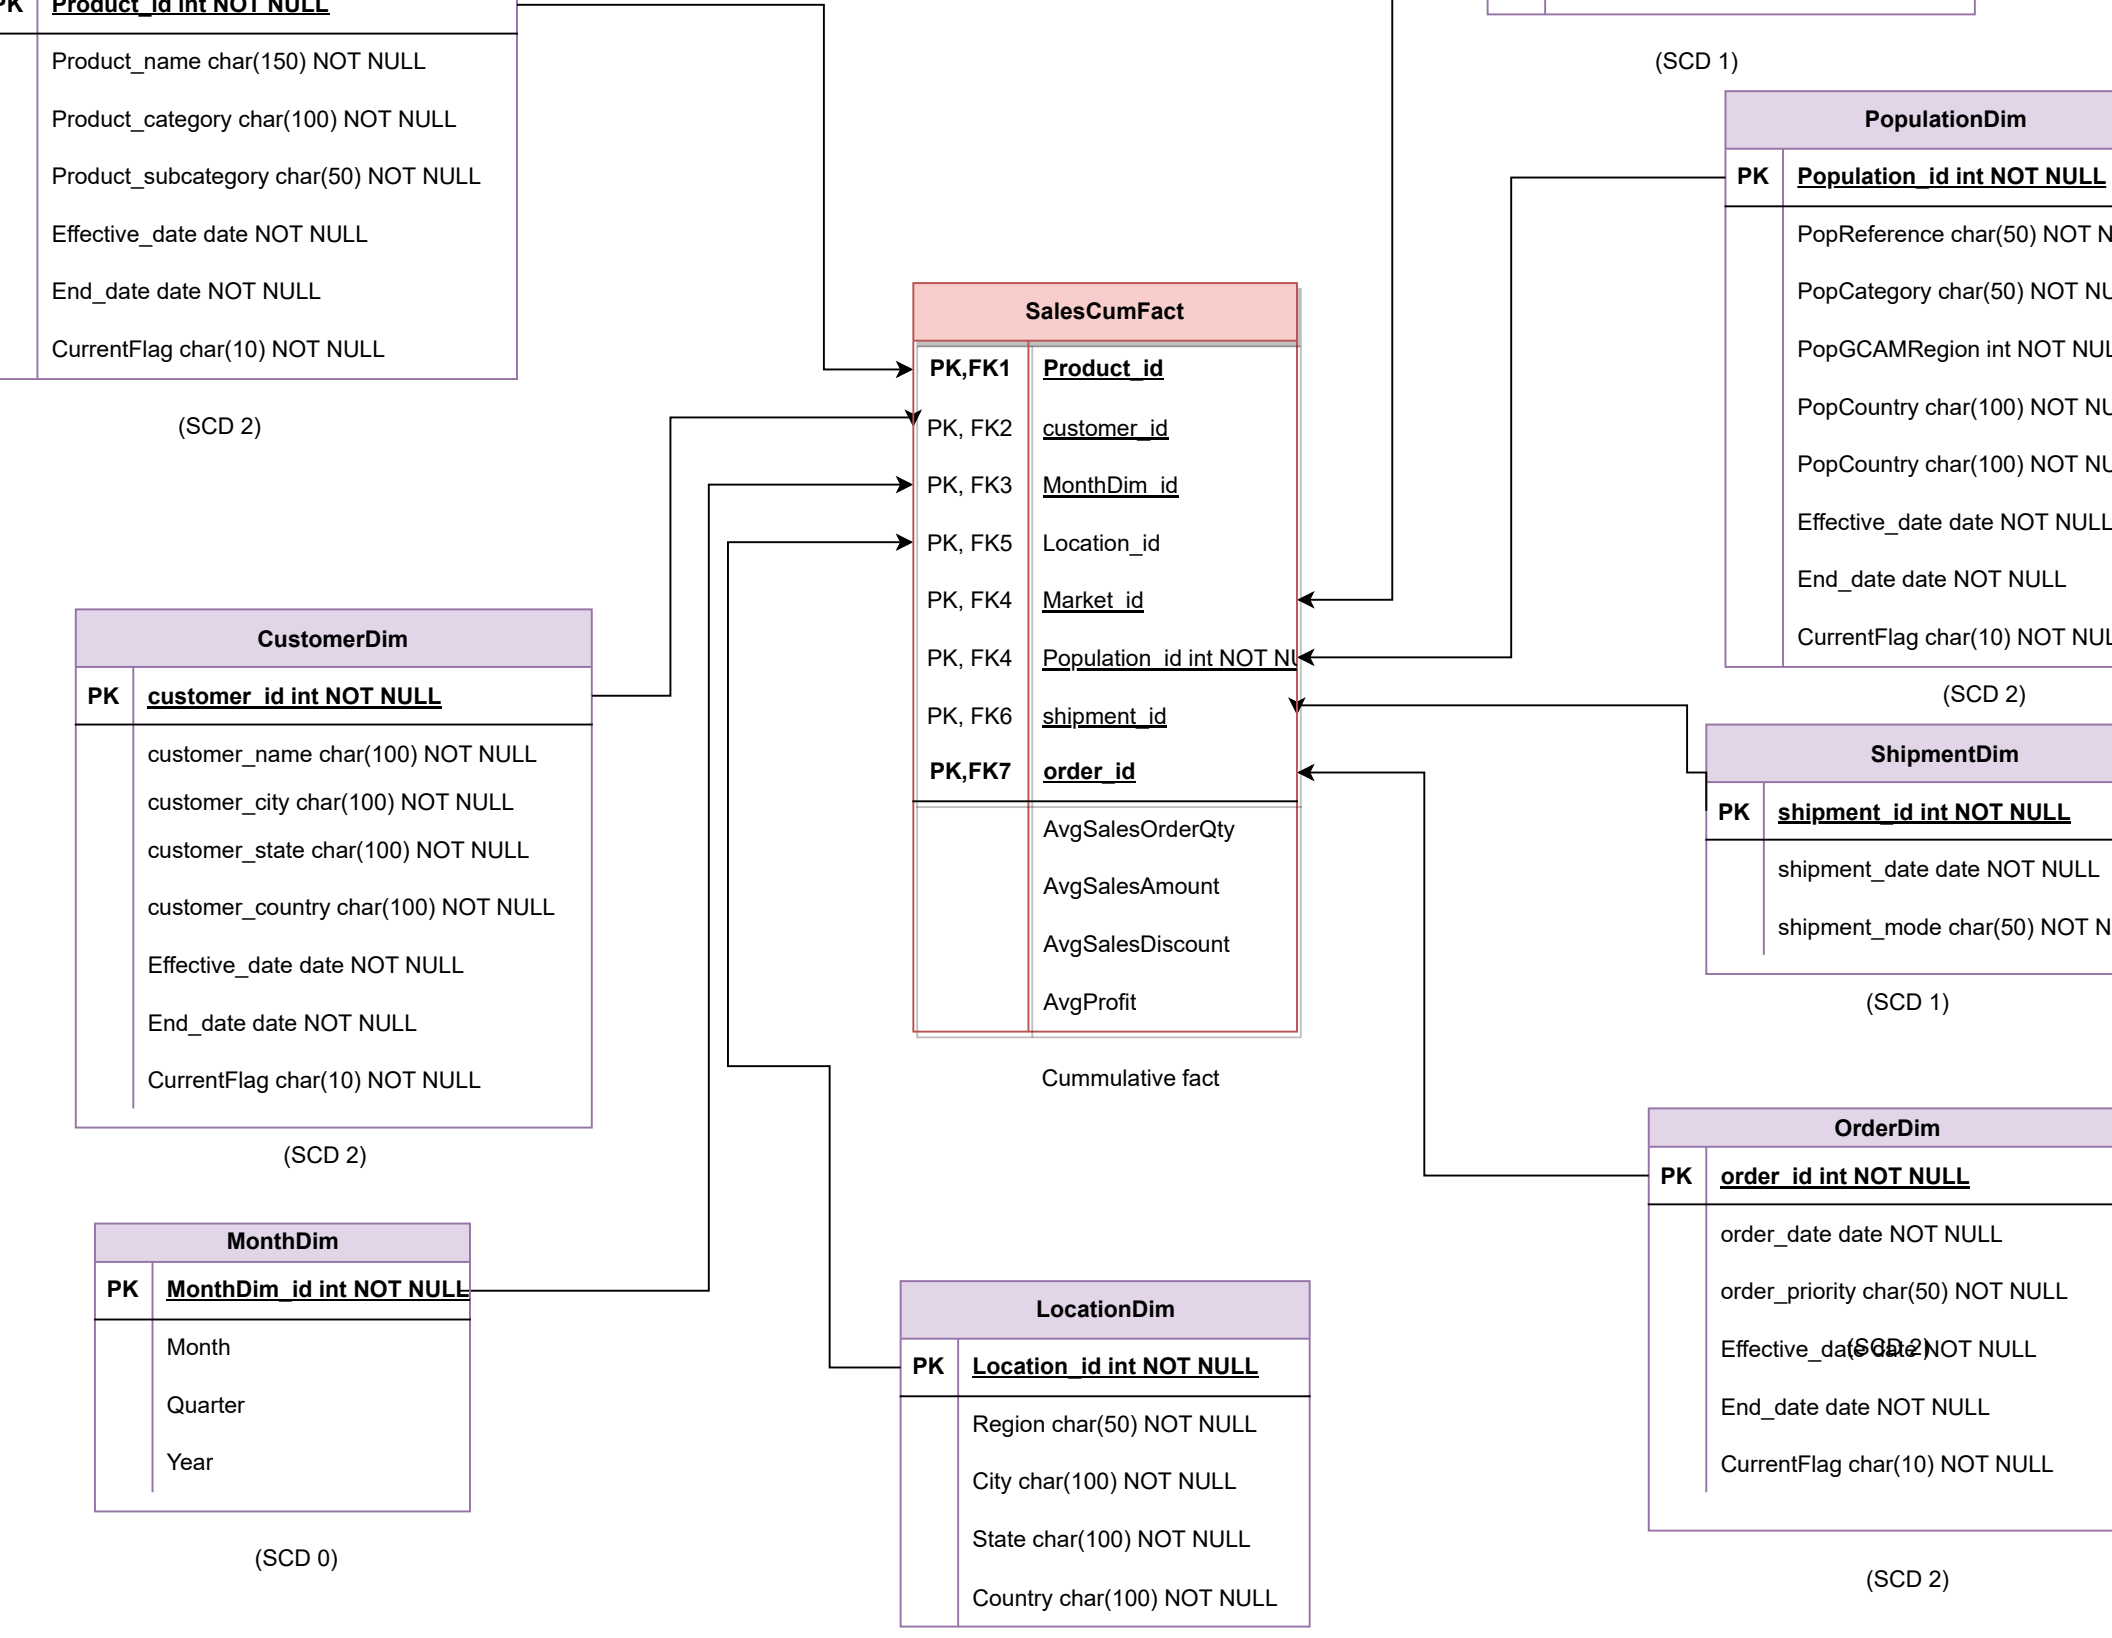 PK Product_id int NOT NULL
Product_name char(150) NOT NULL
Product_category char(100) NOT NULL
Product_subcategory char(50) NOT NULL
Effective_date date NOT NULL
End_date date NOT NULL
CurrentFlag char(10) NOT NULL
(SCD 2)
(SCD 1)
PopulationDim
PK Population_id int NOT NULL
PopReference char(50) NOT N
PopCategory char(50) NOT NU
PopGCAMRegion int NOT NUL
PopCountry char(100) NOT NU
PopCountry char(100) NOT NU
Effective_date date NOT NULL
End_date date NOT NULL
CurrentFlag char(10) NOT NUL
(SCD 2)
SalesCumFact
PK,FK1 Product_id
PK, FK2 customer_id
PK, FK3 MonthDim_id
PK, FK5 Location_id
PK, FK4 Market_id
PK, FK4 Population_id int NOT NU
PK, FK6 shipment_id
PK,FK7 order_id
AvgSalesOrderQty
AvgSalesAmount
AvgSalesDiscount
AvgProfit
Cummulative fact
CustomerDim
PK customer_id int NOT NULL
customer_name char(100) NOT NULL
customer_city char(100) NOT NULL
customer_state char(100) NOT NULL
customer_country char(100) NOT NULL
Effective_date date NOT NULL
End_date date NOT NULL
CurrentFlag char(10) NOT NULL
(SCD 2)
ShipmentDim
PK shipment_id int NOT NULL
shipment_date date NOT NULL
shipment_mode char(50) NOT N
(SCD 1)
MonthDim
PK MonthDim_id int NOT NULL
Month
Quarter
Year
(SCD 0)
LocationDim
PK Location_id int NOT NULL
Region char(50) NOT NULL
City char(100) NOT NULL
State char(100) NOT NULL
Country char(100) NOT NULL
OrderDim
PK order_id int NOT NULL
order_date date NOT NULL
order_priority char(50) NOT NULL
Effective_date date NOT NULL
(SCD 2)
End_date date NOT NULL
CurrentFlag char(10) NOT NULL
(SCD 2)